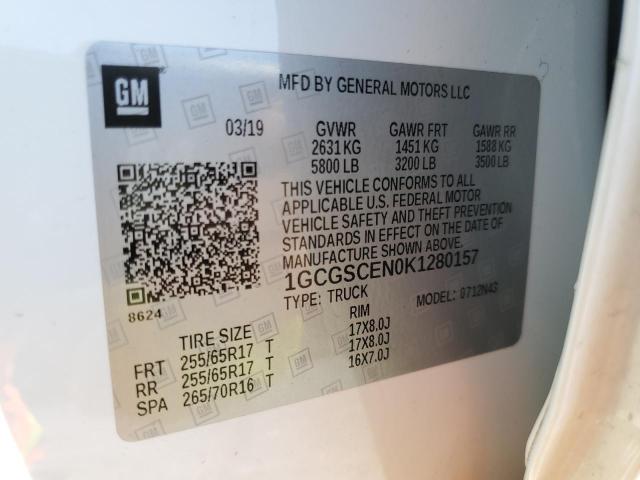 GM
MFD BY GENERAL MOTORS LLC
03/19 GVWR GAWR FRT GAWR RR
2631 KG 1451 KG 1588 KG
5800 LB 3200 LB 3500 LB
THIS VEHICLE CONFORMS TO ALL
APPLICABLE U.S. FEDERAL MOTOR
VEHICLE SAFETY AND THEFT PREVENTION
STANDARDS IN EFFECT ON THE DATE OF
MANUFACTURE SHOWN ABOVE.
1GCGSCEN0K1280157
8624
TYPE: TRUCK MODEL: 0712N43
TIRE SIZE RIM
FRT 255/65R17 T 17X8.0J
RR 255/65R17 T 17X8.0J
SPA 265/70R16 T 16X7.0J